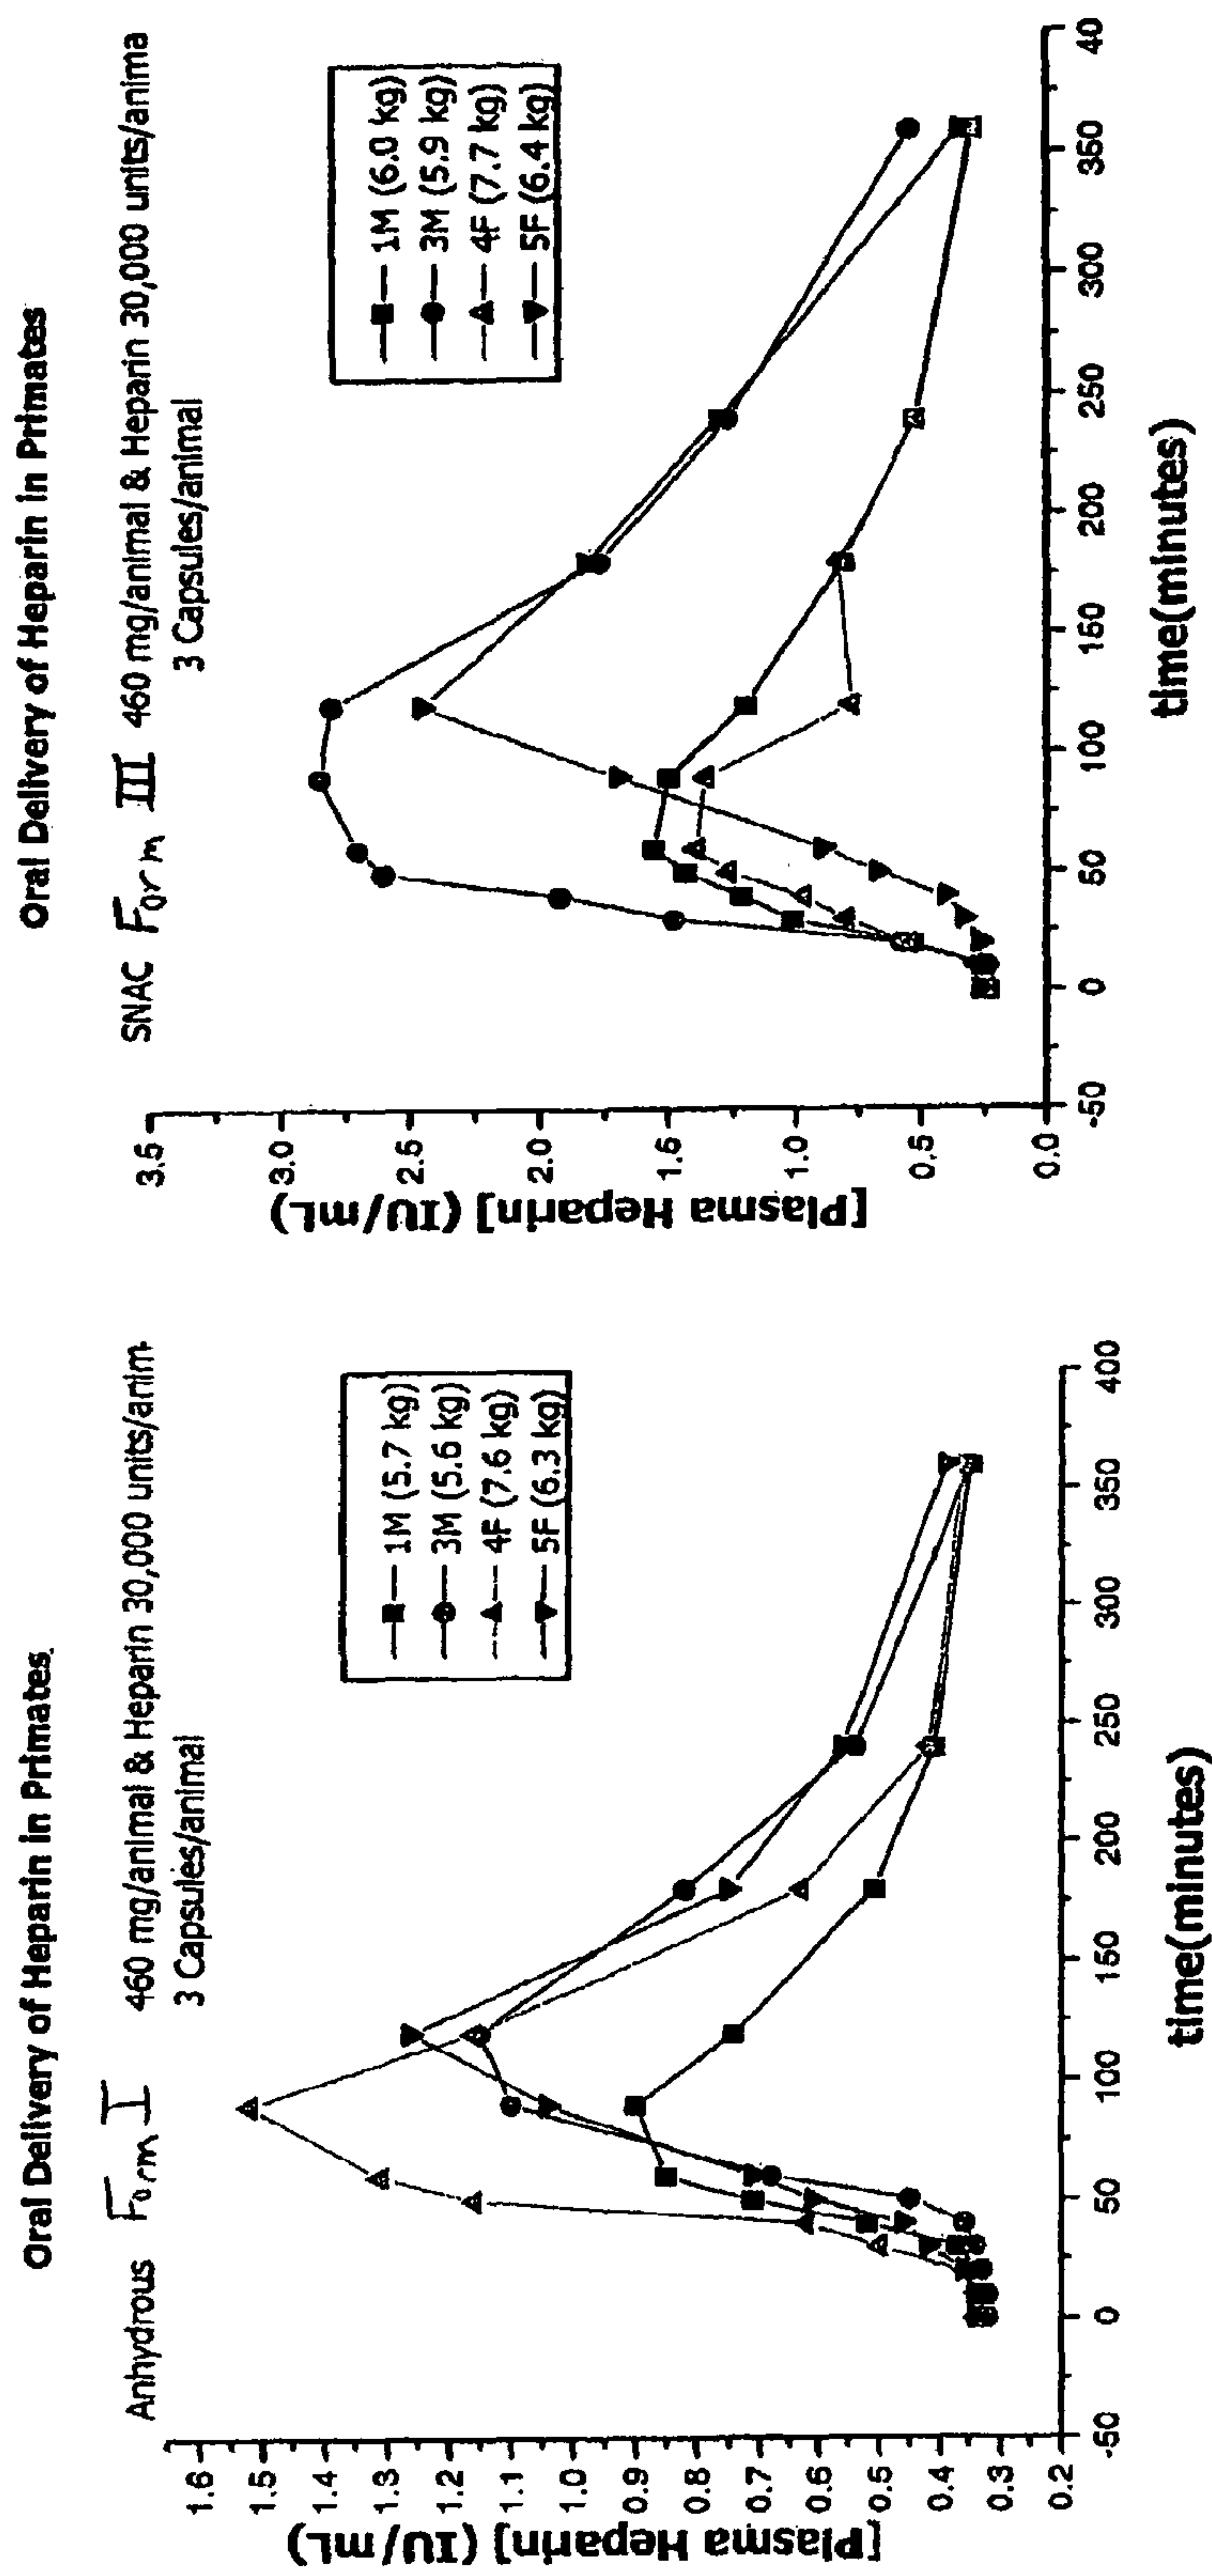 Oral Delivery of Heparin in Primates
Anhydrous Form I 460 mg/animal & Heparin 30,000 units/anim
3 Capsules/animal
1M (5.7 kg)
3M (5.6 kg)
4F (7.6 kg)
5F (6.3 kg)
[Plasma Heparin] (IU/mL)
1.6
1.5
1.4
1.3
1.2
1.1
1.0
0.9
0.8
0.7
0.6
0.5
0.4
0.3
0.2
-50 0 50 100 150 200 250 300 350 400
time(minutes)
Oral Delivery of Heparin in Primates
SNAC Form III 460 mg/animal & Heparin 30,000 units/anima
3 Capsules/animal
1M (6.0 kg)
3M (5.9 kg)
4F (7.7 kg)
5F (6.4 kg)
[Plasma Heparin] (IU/mL)
3.5
3.0
2.5
2.0
1.5
1.0
0.5
0.0
-50 0 50 100 150 200 250 300 350 40
time(minutes)